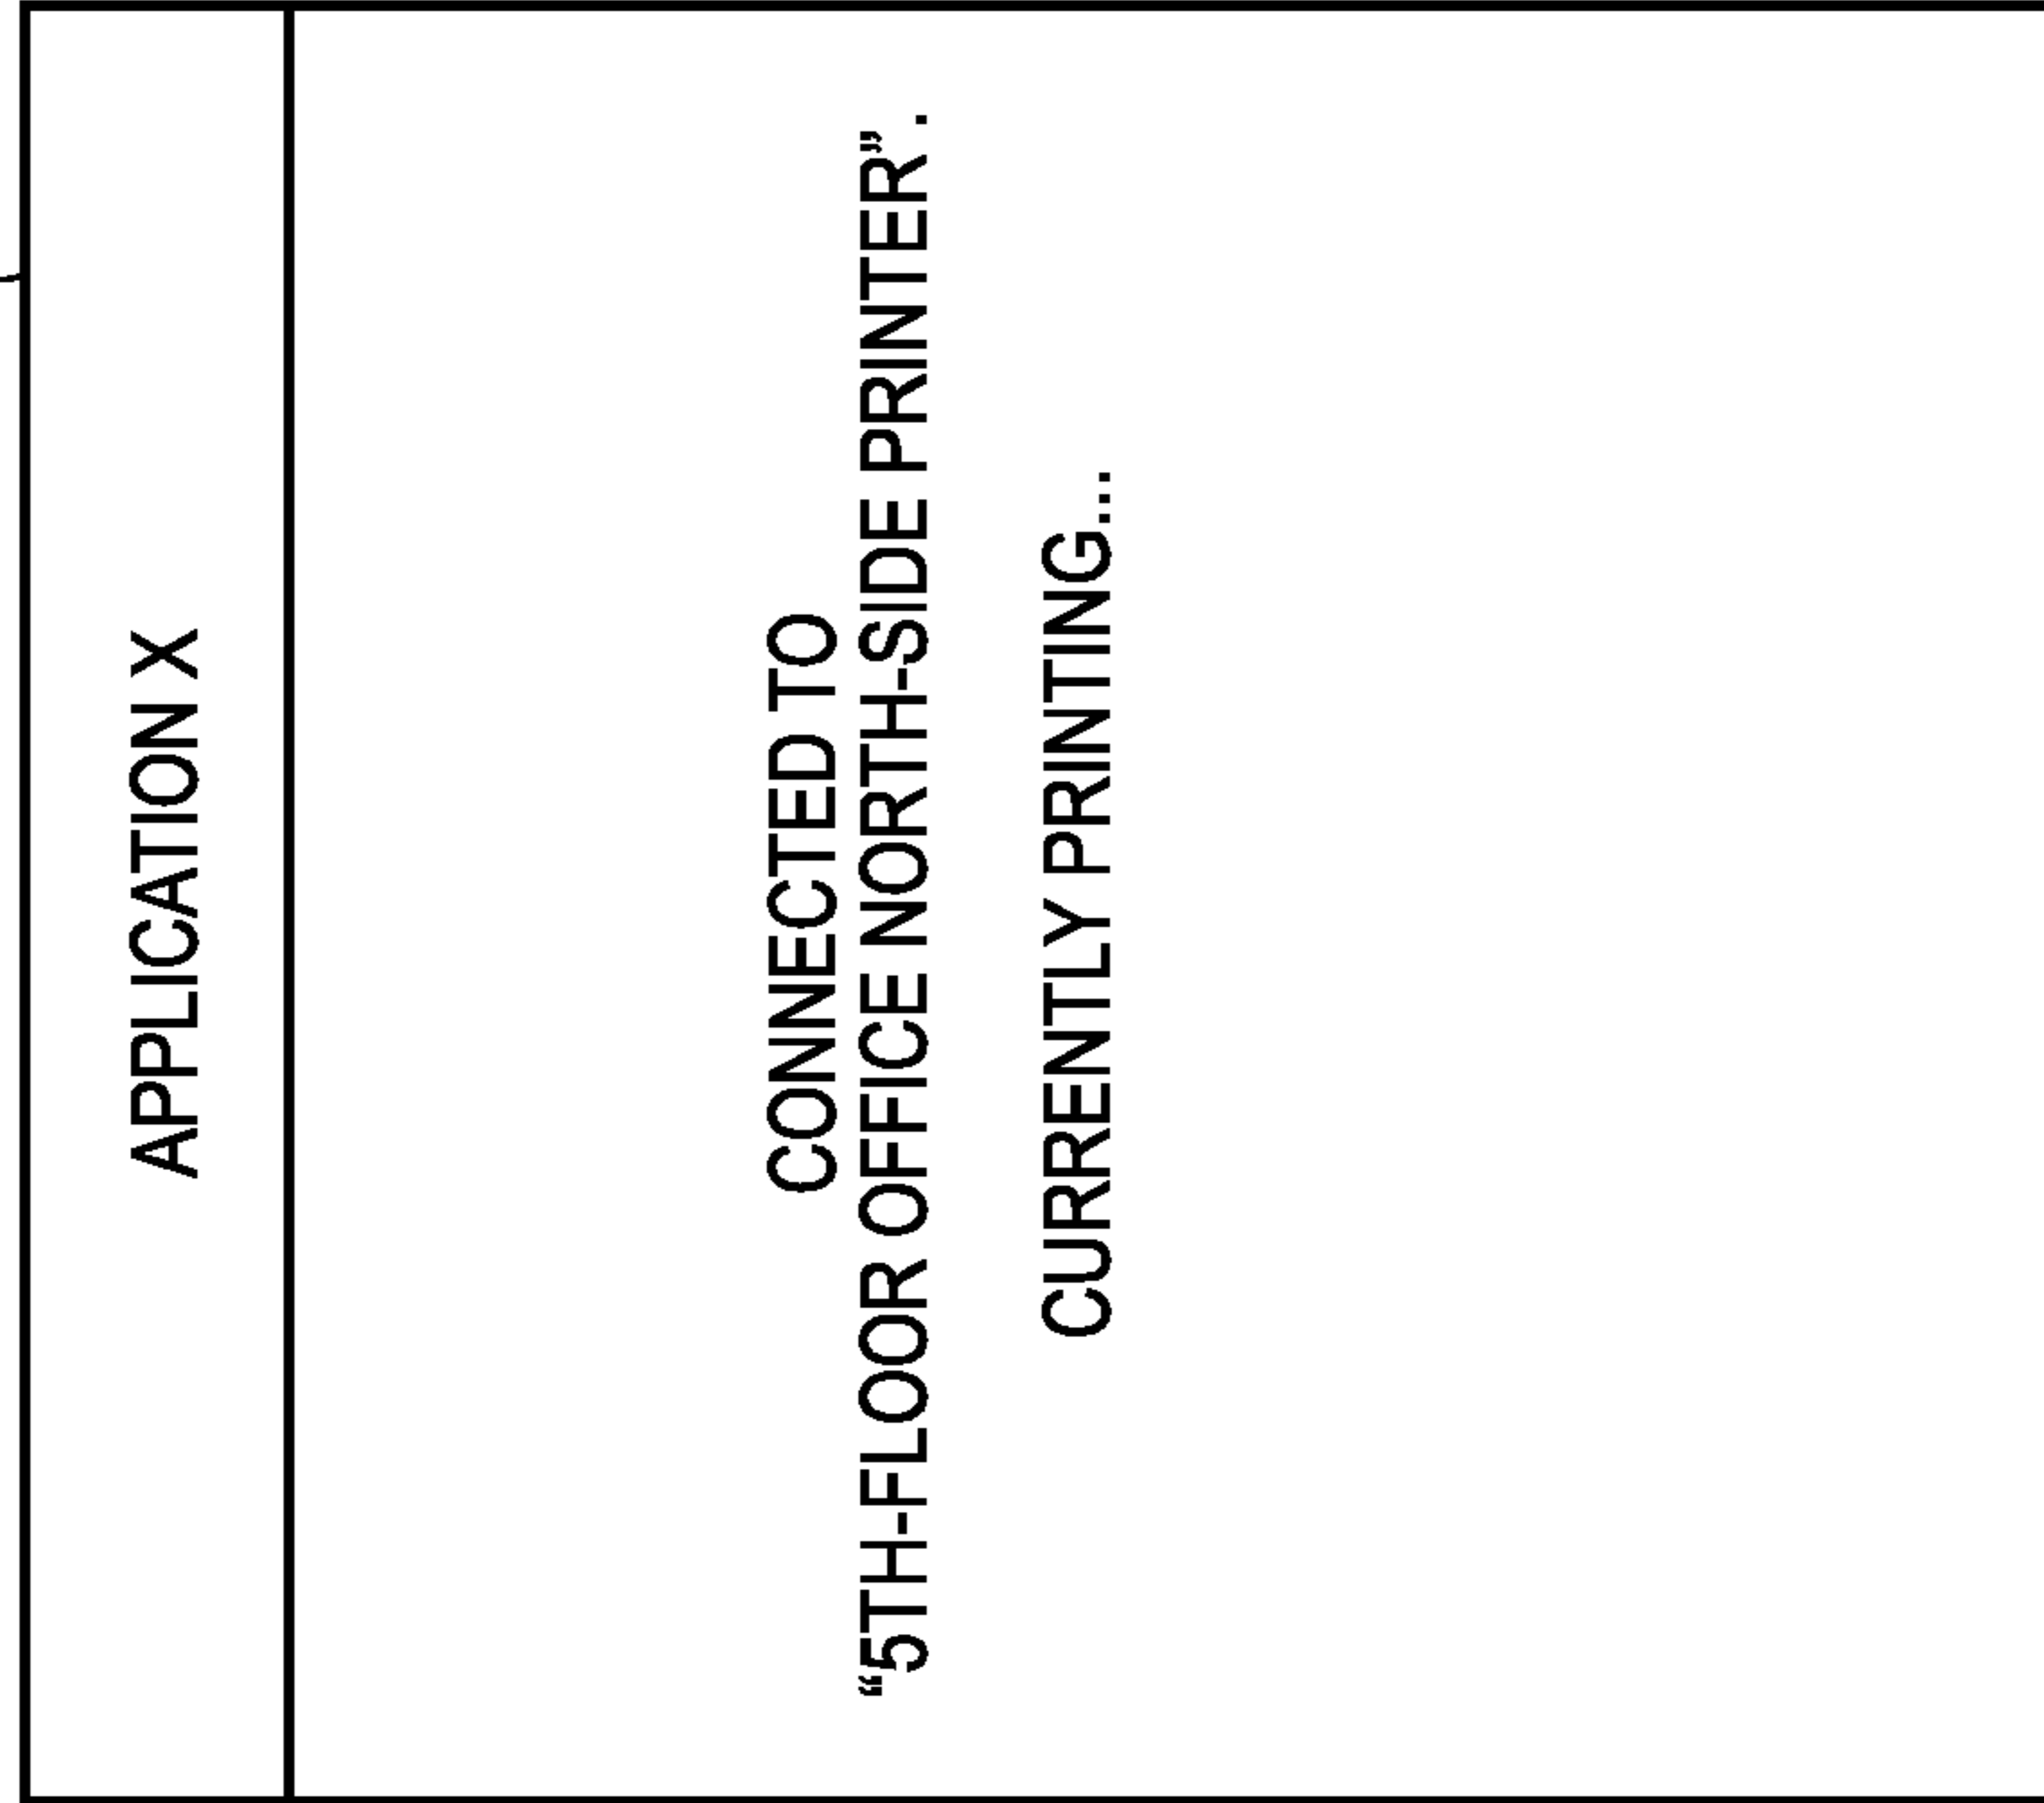 APPLICATION X
CONNECTED TO
“5TH-FLOOR OFFICE NORTH-SIDE PRINTER”.
CURRENTLY PRINTING...